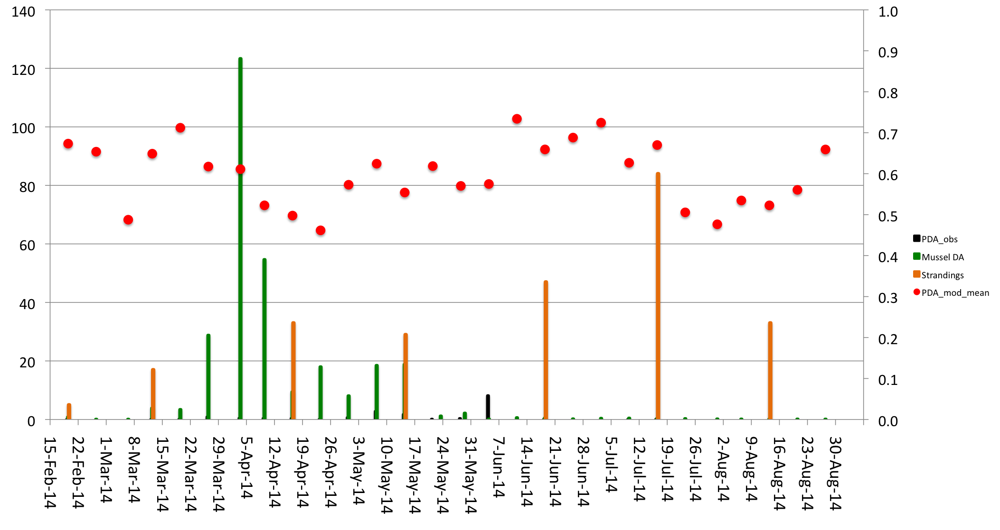 140
120
100
80
60
40
20
0
1.0
0.9
0.8
0.7
0.6
0.5
0.4
0.3
0.2
0.1
0.0
15-Feb-14
22-Feb-14
1-Mar-14
8-Mar-14
15-Mar-14
22-Mar-14
29-Mar-14
5-Apr-14
12-Apr-14
19-Apr-14
26-Apr-14
3-May-14
10-May-14
17-May-14
24-May-14
31-May-14
7-Jun-14
14-Jun-14
21-Jun-14
28-Jun-14
5-Jul-14
12-Jul-14
19-Jul-14
26-Jul-14
2-Aug-14
9-Aug-14
16-Aug-14
23-Aug-14
30-Aug-14
PDA_obs
Mussel DA
Strandings
PDA_mod_mean